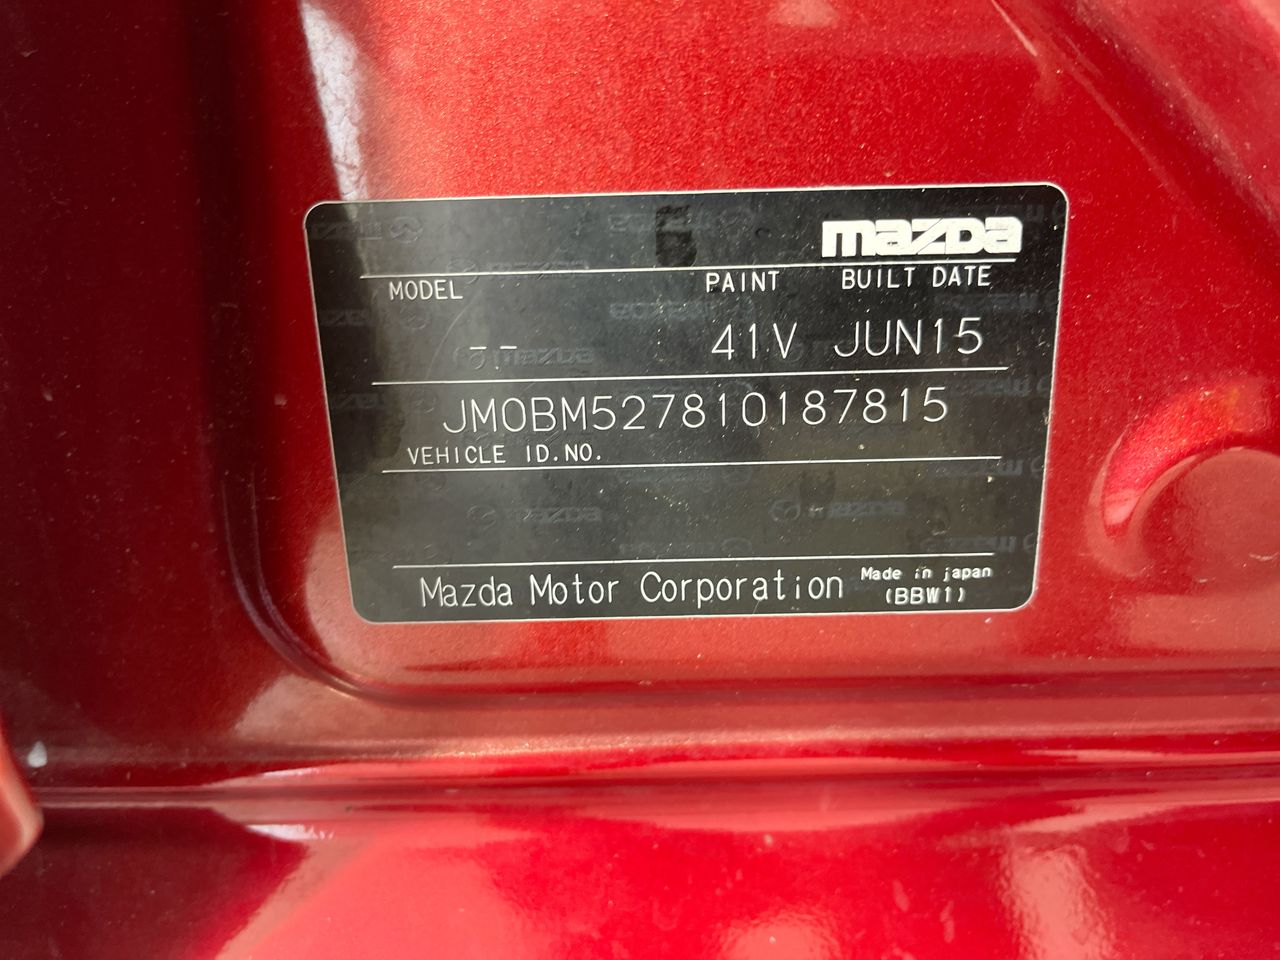 mazda
MODEL PAINT BUILT DATE
-- 41V JUN15
JM0BM527810187815
VEHICLE ID.NO.
Mazda Motor Corporation Made in japan
(BBW1)